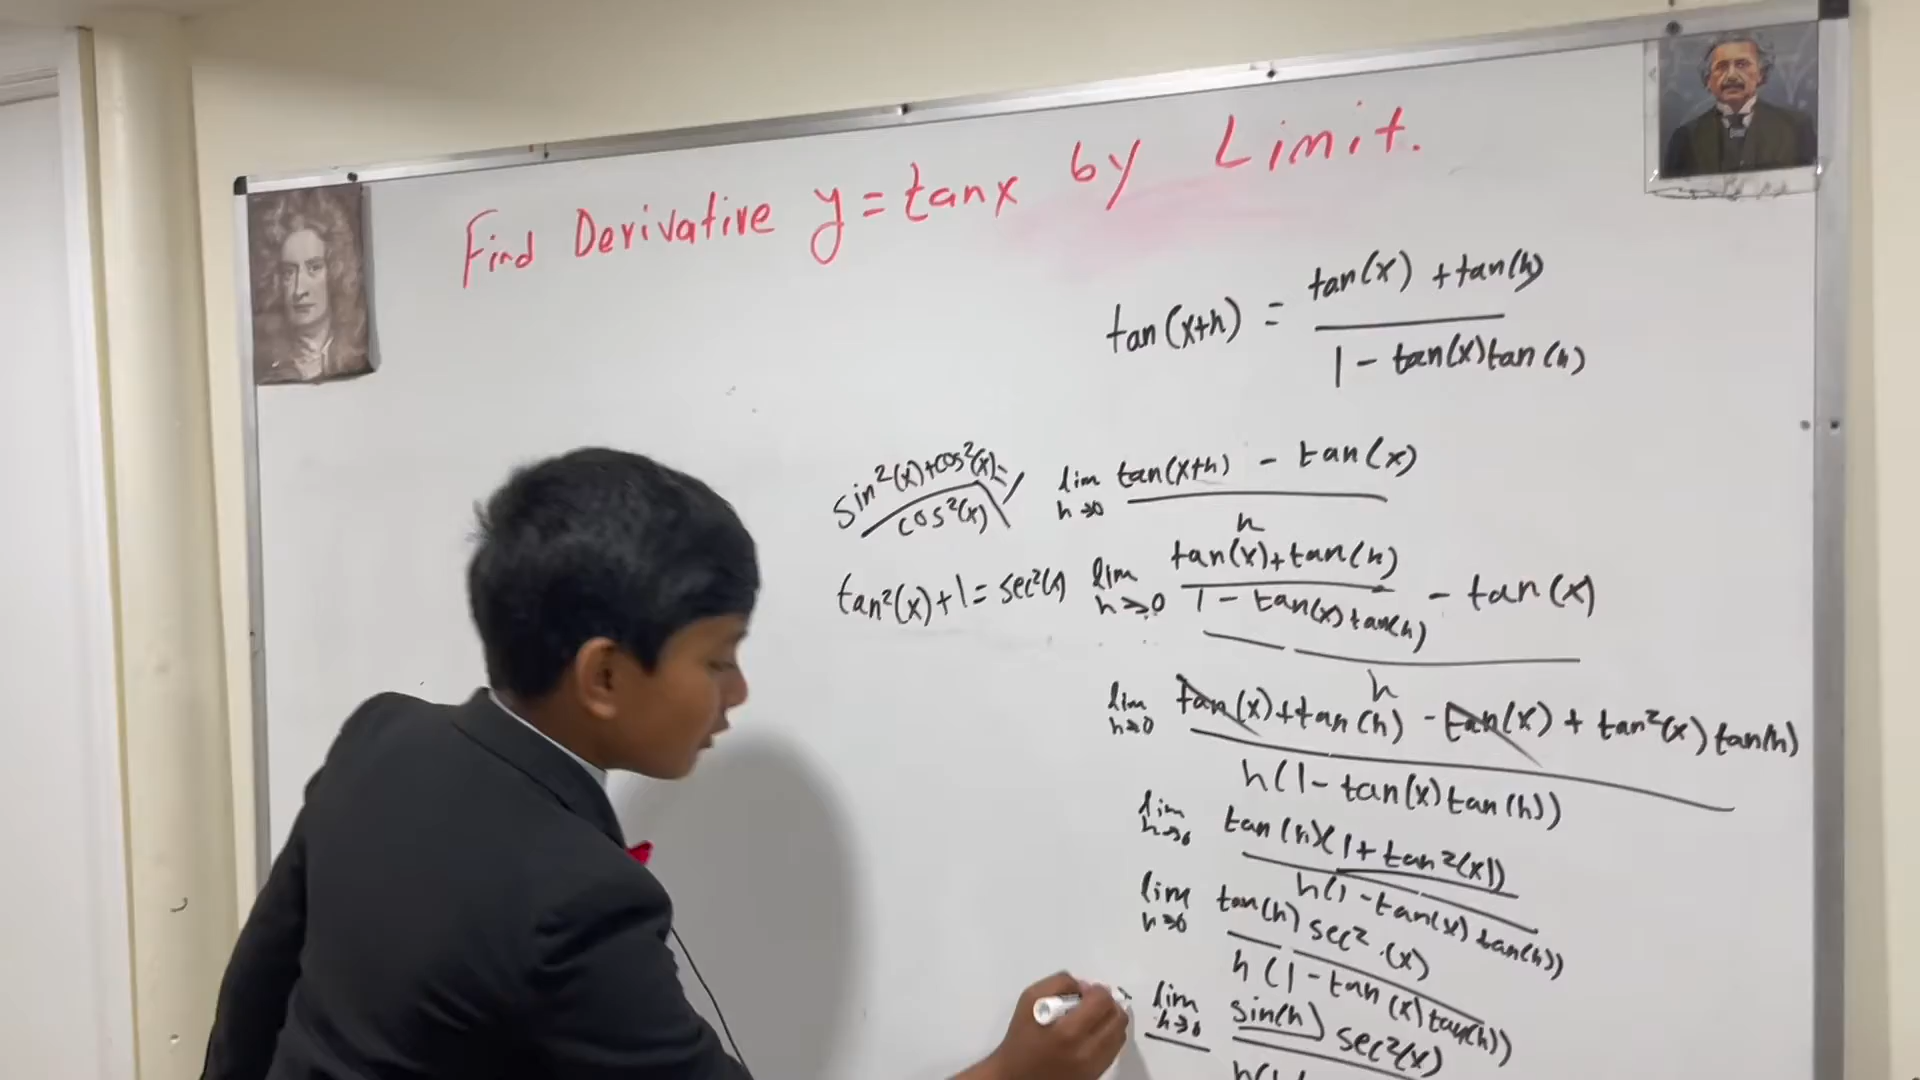 Find Derivative y = tanx by Limit.
tan(x+h) = tan(x) + tan(h)
1 - tan(x)tan(h)
sin²(x)+cos²(x)=1
cos²(x)
tan²(x)+1 = sec²(x)
lim h→0 tan(x+h) - tan(x)
h
lim h→0 tan(x)+tan(h)
1 - tan(x)tan(h) - tan(x)
h
lim h→0 tan(x)+tan(h) - tan(x) + tan²(x)tan(h)
h(1-tan(x)tan(h))
lim h→0 tan(h)(1+tan²(x))
h(1-tan(x)tan(h))
lim h→0 tan(h) sec²(x)
h(1-tan(x)tan(h))
lim h→0 sin(h) sec²(x)